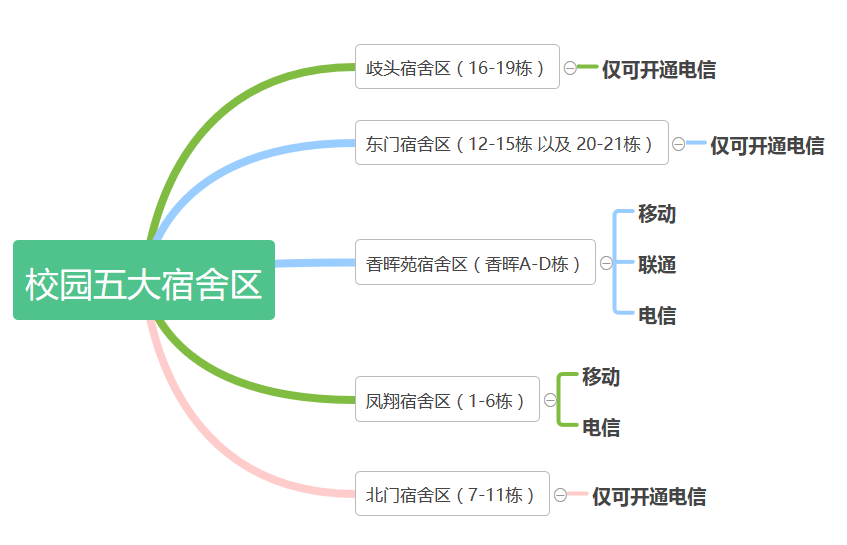 校园五大宿舍区
歧头宿舍区（16-19栋）
仅可开通电信
东门宿舍区（12-15栋 以及 20-21栋）
仅可开通电信
香晖苑宿舍区（香晖A-D栋）
移动
联通
电信
凤翔宿舍区（1-6栋）
移动
电信
北门宿舍区（7-11栋）
仅可开通电信